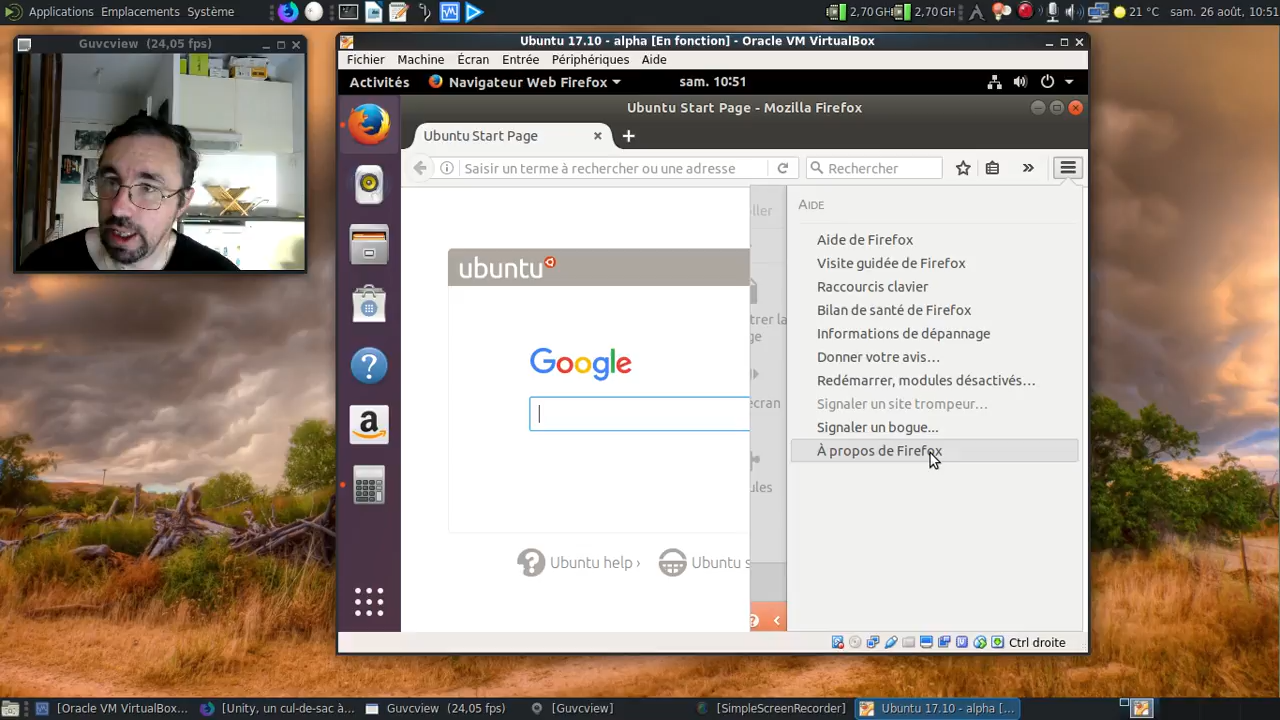 Applications Emplacements Système
2,70 GH 2,70 GH 21 °C sam. 26 août, 10:51
Guvcview (24,05 fps)
Ubuntu 17.10 - alpha [En fonction] - Oracle VM VirtualBox
Fichier Machine Écran Entrée Périphériques Aide
Activités Navigateur Web Firefox sam. 10:51
Ubuntu Start Page - Mozilla Firefox
Ubuntu Start Page
Saisir un terme à rechercher ou une adresse Rechercher
AIDE
Aide de Firefox
Visite guidée de Firefox
Raccourcis clavier
Bilan de santé de Firefox
Informations de dépannage
Donner votre avis…
Redémarrer, modules désactivés…
Signaler un site trompeur…
Signaler un bogue...
À propos de Firefox
ubuntu
Google
Ubuntu help › Ubuntu s
Ctrl droite
[Oracle VM VirtualBox... [Unity, un cul-de-sac à... Guvcview (24,05 fps) [Guvcview] [SimpleScreenRecorder] Ubuntu 17.10 - alpha [...